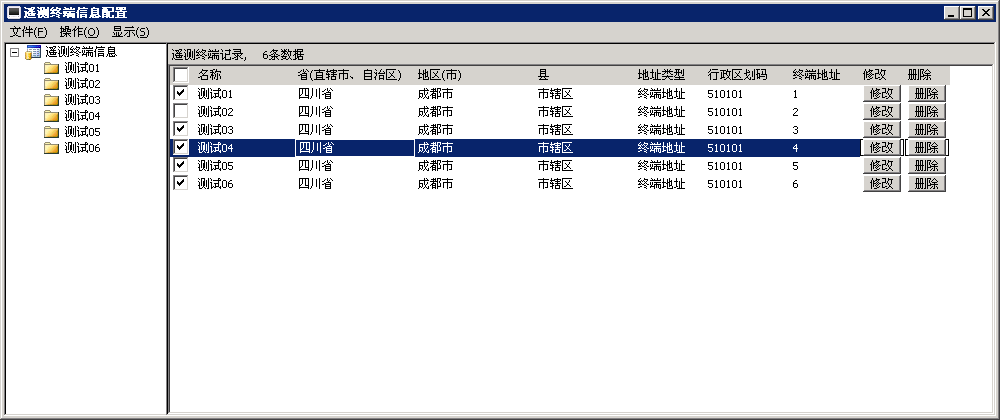 遥测终端信息配置
文件(F) 操作(O) 显示(S)
遥测终端信息
测试01
测试02
测试03
测试04
测试05
测试06
遥测终端记录, 6条数据
名称 省(直辖市、自治区) 地区(市) 县 地址类型 行政区划码 终端地址 修改 删除
测试01 四川省 成都市 市辖区 终端地址 510101 1 修改 删除
测试02 四川省 成都市 市辖区 终端地址 510101 2 修改 删除
测试03 四川省 成都市 市辖区 终端地址 510101 3 修改 删除
测试04 四川省 成都市 市辖区 终端地址 510101 4 修改 删除
测试05 四川省 成都市 市辖区 终端地址 510101 5 修改 删除
测试06 四川省 成都市 市辖区 终端地址 510101 6 修改 删除